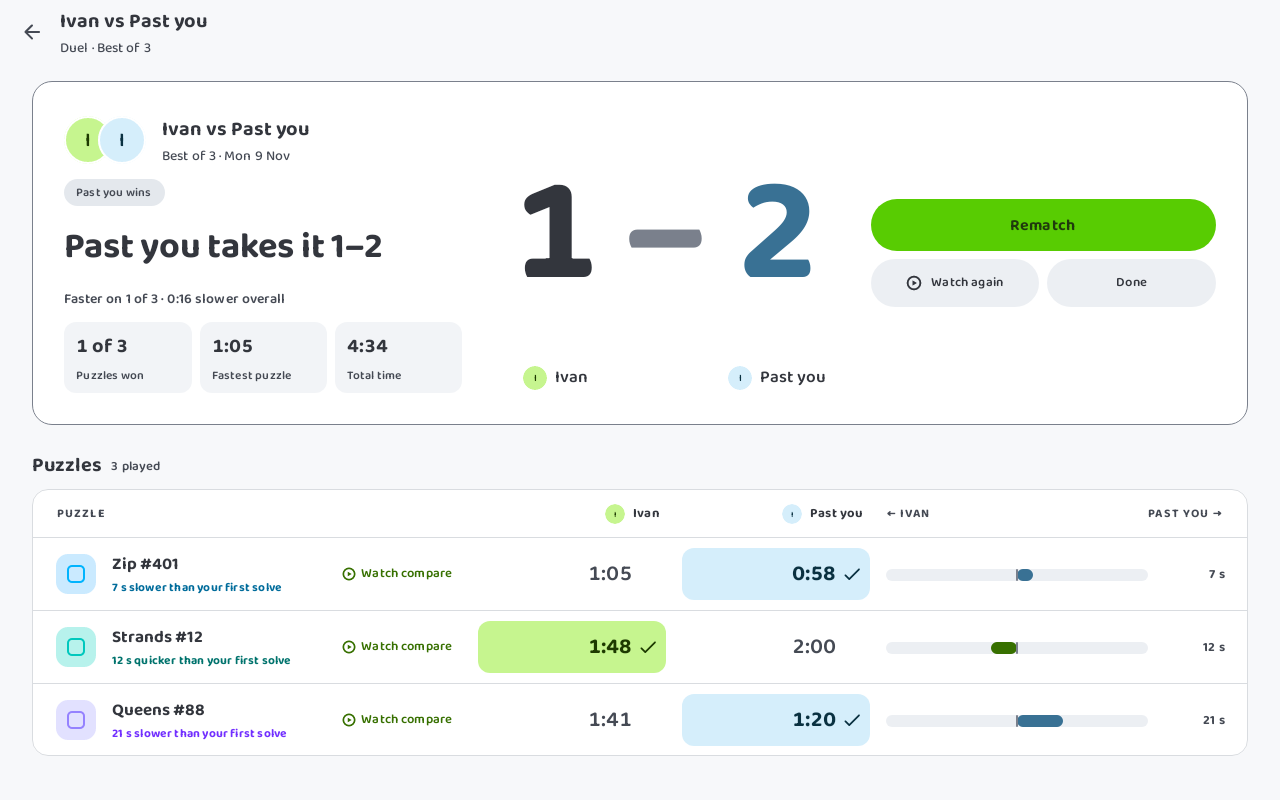 Ivan vs Past you
Duel · Best of 3
I I
Ivan vs Past you
Best of 3 · Mon 9 Nov
Past you wins
Past you takes it 1–2
Faster on 1 of 3 · 0:16 slower overall
1 of 3
Puzzles won
1:05
Fastest puzzle
4:34
Total time
1 – 2
I Ivan
I Past you
Rematch
Watch again
Done
Puzzles 3 played
PUZZLE I Ivan I Past you ← IVAN PAST YOU →
Zip #401
7 s slower than your first solve
Watch compare
1:05
0:58
7 s
Strands #12
12 s quicker than your first solve
Watch compare
1:48
2:00
12 s
Queens #88
21 s slower than your first solve
Watch compare
1:41
1:20
21 s